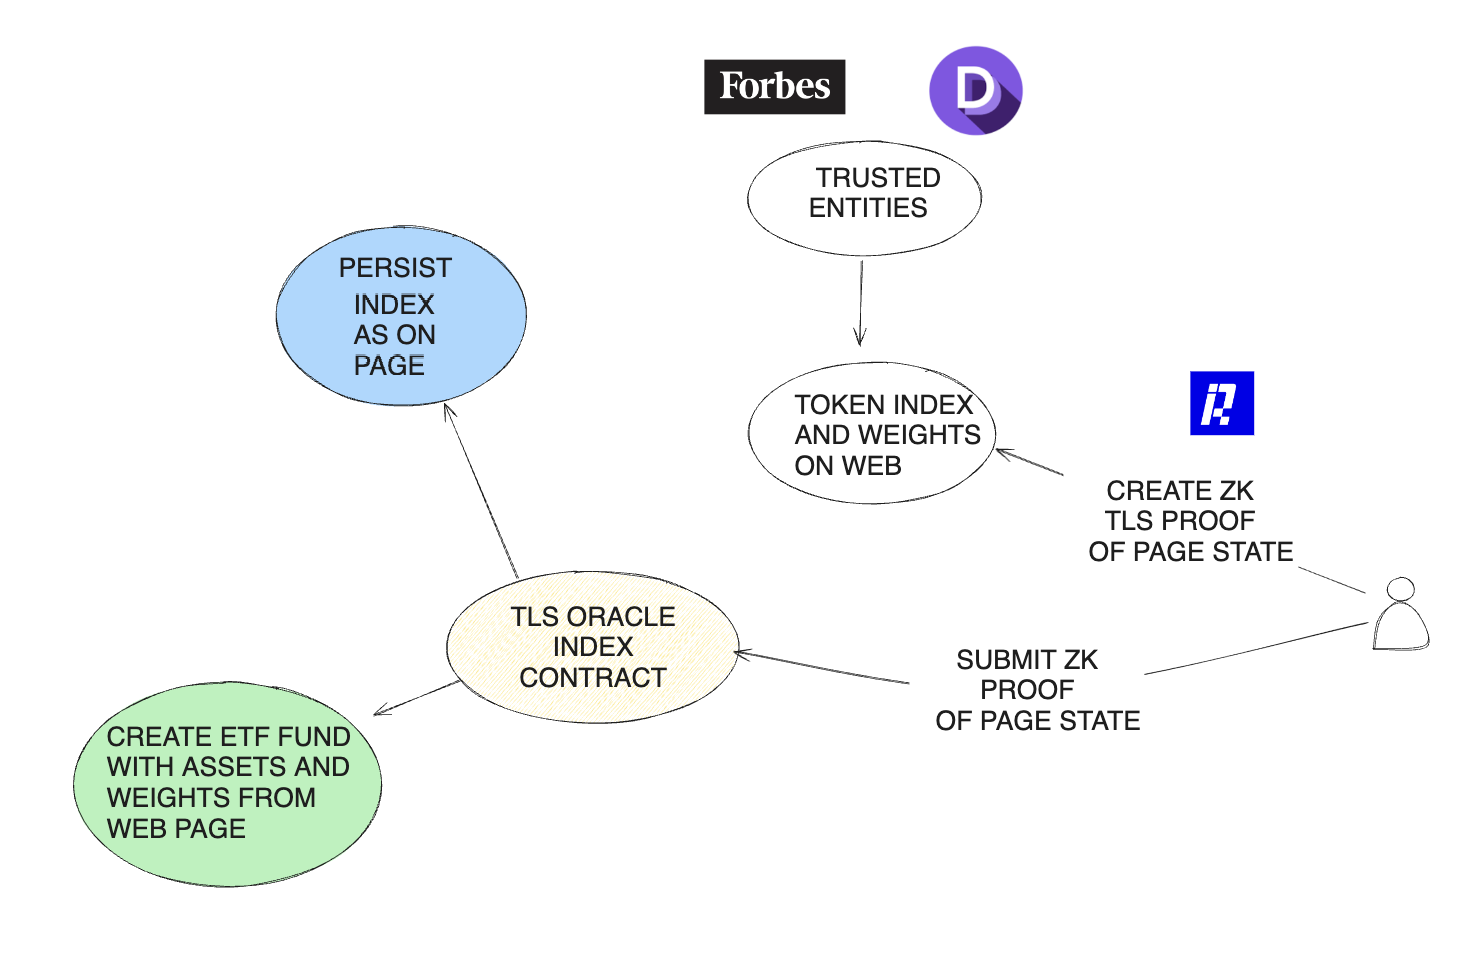 Forbes
D
TRUSTED
ENTITIES
PERSIST
INDEX
AS ON
PAGE
TOKEN INDEX
AND WEIGHTS
ON WEB
CREATE ZK
TLS PROOF
OF PAGE STATE
TLS ORACLE
INDEX
CONTRACT
SUBMIT ZK
PROOF
OF PAGE STATE
CREATE ETF FUND
WITH ASSETS AND
WEIGHTS FROM
WEB PAGE